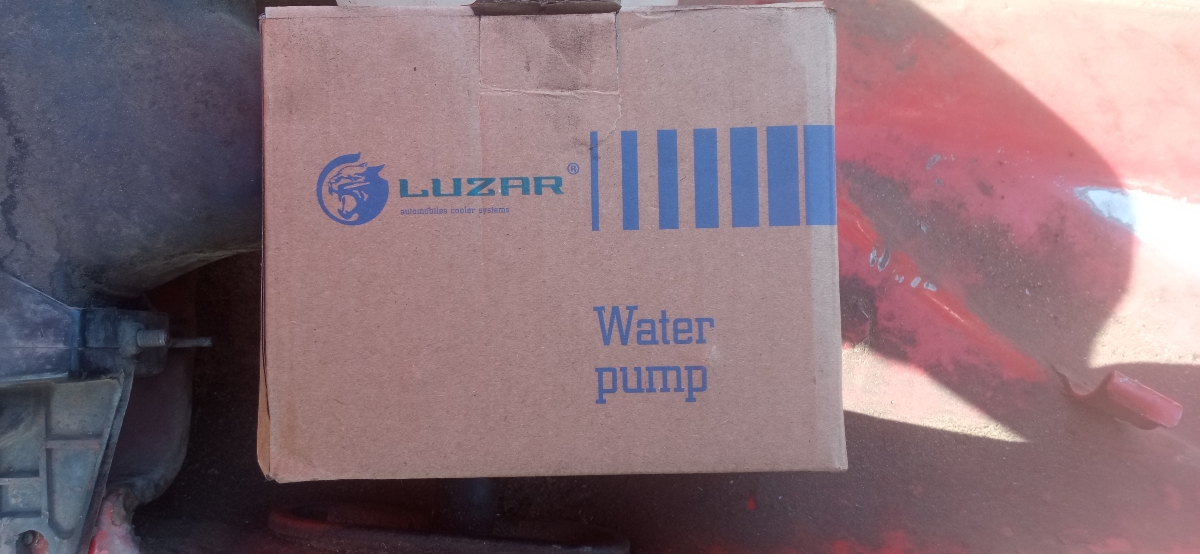 LUZAR®
automobiles cooler systems
Water
pump